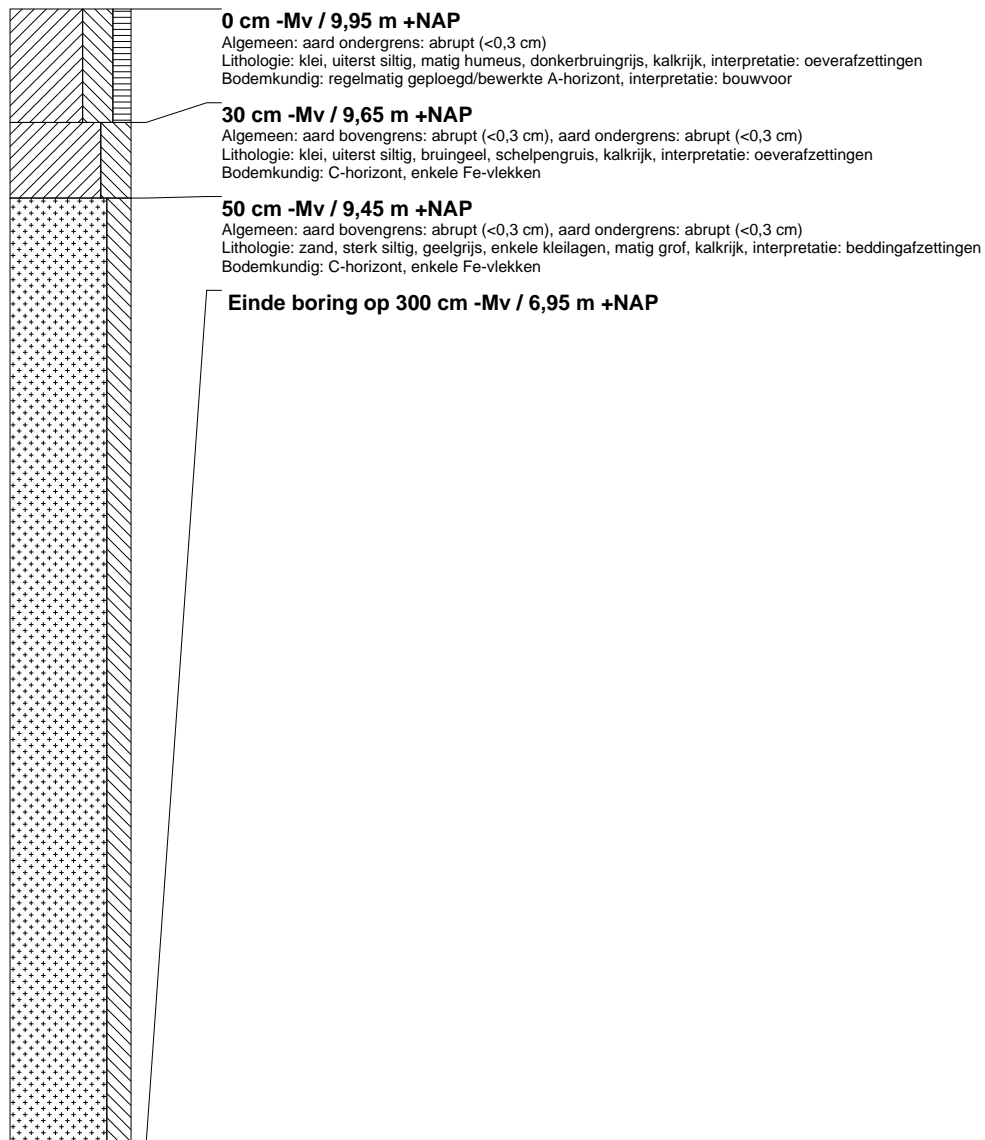 0 cm -Mv / 9,95 m +NAP
Algemeen: aard ondergrens: abrupt (<0,3 cm)
Lithologie: klei, uiterst siltig, matig humeus, donkerbruingrijs, kalkrijk, interpretatie: oeverafzettingen
Bodemkundig: regelmatig geploegd/bewerkte A-horizont, interpretatie: bouwvoor
30 cm -Mv / 9,65 m +NAP
Algemeen: aard bovengrens: abrupt (<0,3 cm), aard ondergrens: abrupt (<0,3 cm)
Lithologie: klei, uiterst siltig, bruingeel, schelpengruis, kalkrijk, interpretatie: oeverafzettingen
Bodemkundig: C-horizont, enkele Fe-vlekken
50 cm -Mv / 9,45 m +NAP
Algemeen: aard bovengrens: abrupt (<0,3 cm), aard ondergrens: abrupt (<0,3 cm)
Lithologie: zand, sterk siltig, geelgrijs, enkele kleilagen, matig grof, kalkrijk, interpretatie: beddingafzettingen
Bodemkundig: C-horizont, enkele Fe-vlekken
Einde boring op 300 cm -Mv / 6,95 m +NAP